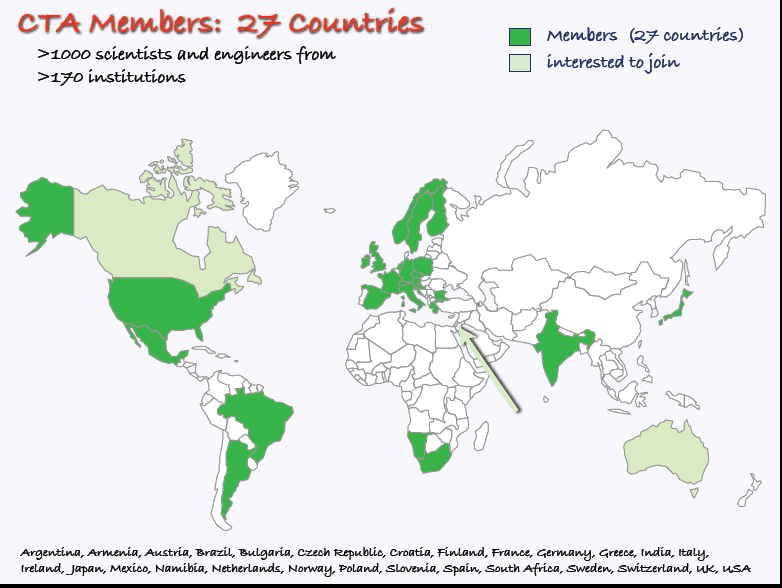 CTA Members: 27 Countries
>1000 scientists and engineers from
>170 institutions
Members (27 countries)
interested to join
Argentina, Armenia, Austria, Brazil, Bulgaria, Czech Republic, Croatia, Finland, France, Germany, Greece, India, Italy,
Ireland, Japan, Mexico, Namibia, Netherlands, Norway, Poland, Slovenia, Spain, South Africa, Sweden, Switzerland, UK, USA